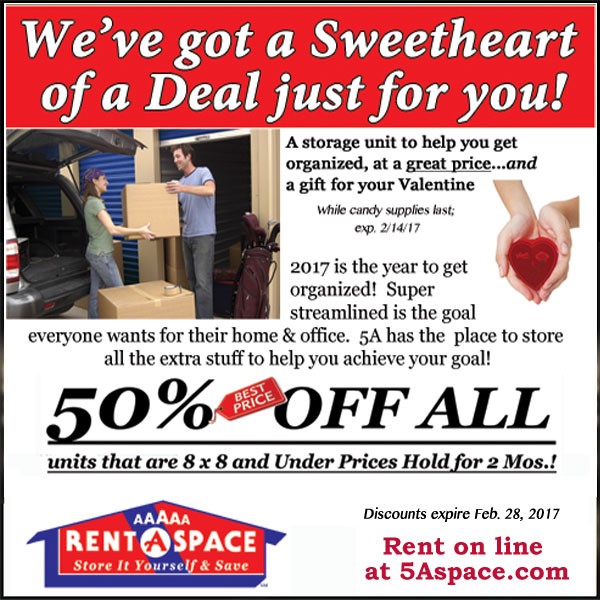 We've got a Sweetheart
of a Deal just for you!
A storage unit to help you get
organized, at a great price...and
a gift for your Valentine
While candy supplies last;
exp. 2/14/17
2017 is the year to get
organized! Super
streamlined is the goal
everyone wants for their home & office. 5A has the place to store
all the extra stuff to help you achieve your goal!
50% BEST PRICE OFF ALL
units that are 8 x 8 and Under Prices Hold for 2 Mos.!
Discounts expire Feb. 28, 2017
AAAAA
RENT A SPACE
Store It Yourself & Save
Rent on line
at 5Aspace.com